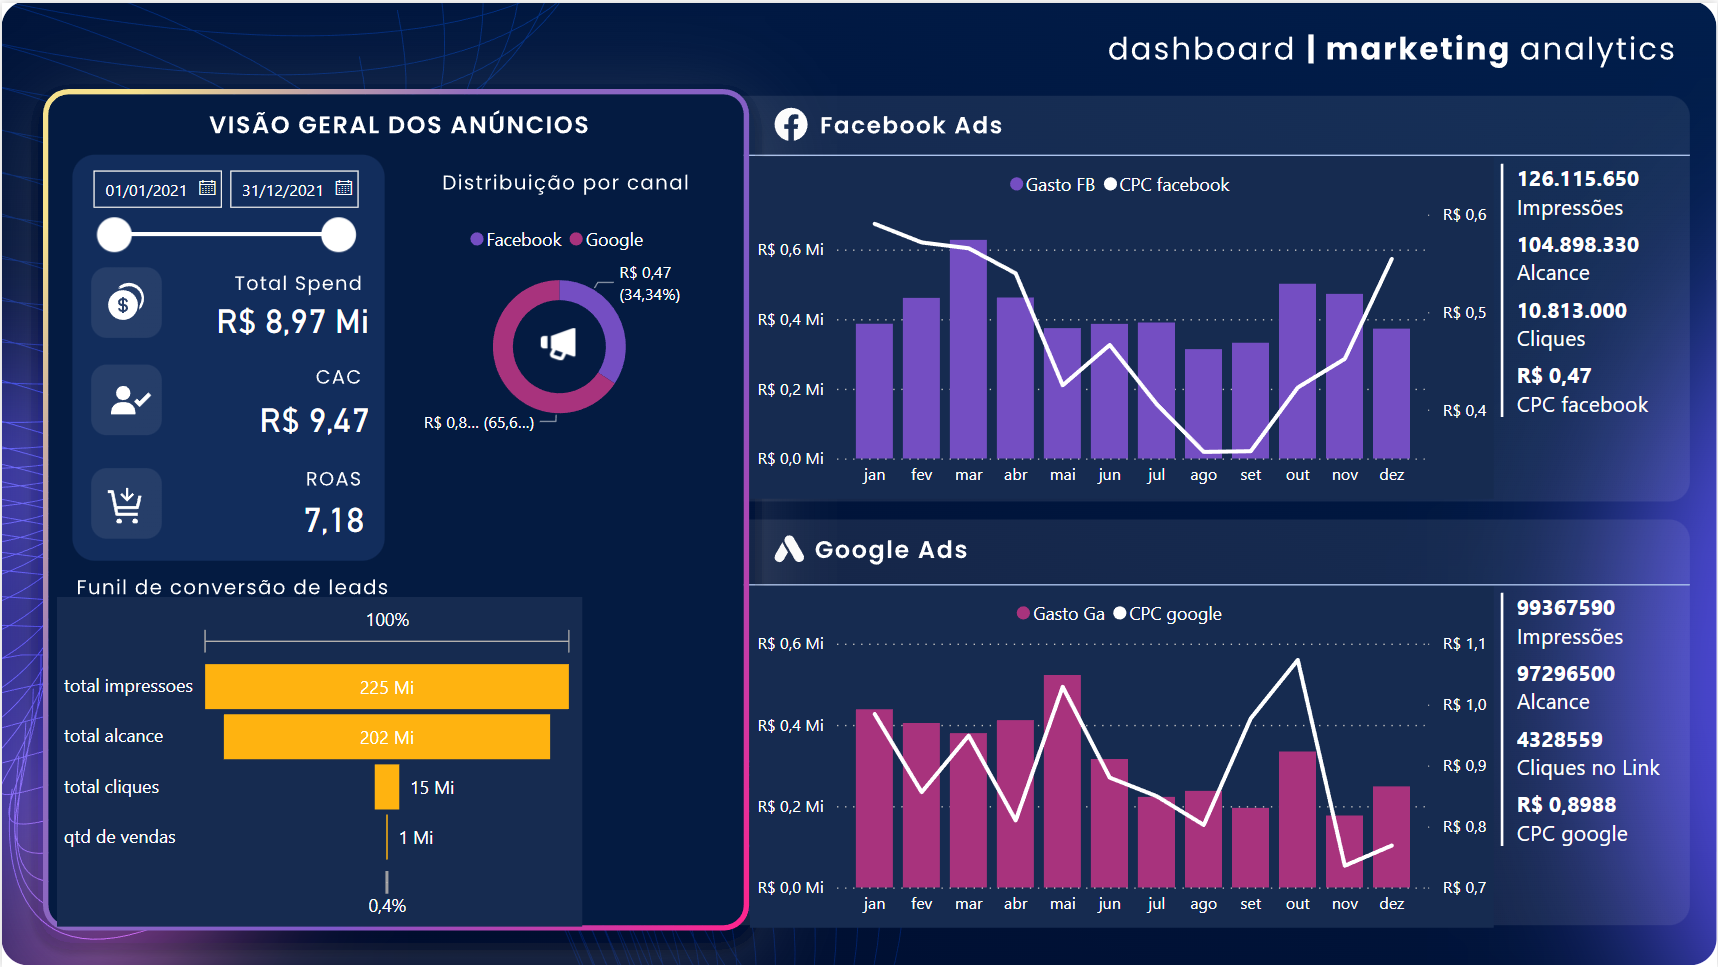 dashboard | marketing analytics
VISÃO GERAL DOS ANÚNCIOS
01/01/2021
31/12/2021
Total Spend
R$ 8,97 Mi
CAC
R$ 9,47
ROAS
7,18
Distribuição por canal
Facebook Google
R$ 0,47
(34,34%)
R$ 0,8... (65,6...)
Funil de conversão de leads
100%
total impressoes 225 Mi
total alcance 202 Mi
total cliques 15 Mi
qtd de vendas 1 Mi
0,4%
Facebook Ads
Gasto FB CPC facebook
R$ 0,6 Mi
R$ 0,4 Mi
R$ 0,2 Mi
R$ 0,0 Mi
R$ 0,6
R$ 0,5
R$ 0,4
jan fev mar abr mai jun jul ago set out nov dez
126.115.650
Impressões
104.898.330
Alcance
10.813.000
Cliques
R$ 0,47
CPC facebook
Google Ads
Gasto Ga CPC google
R$ 0,6 Mi
R$ 0,4 Mi
R$ 0,2 Mi
R$ 0,0 Mi
R$ 1,1
R$ 1,0
R$ 0,9
R$ 0,8
R$ 0,7
jan fev mar abr mai jun jul ago set out nov dez
99367590
Impressões
97296500
Alcance
4328559
Cliques no Link
R$ 0,8988
CPC google